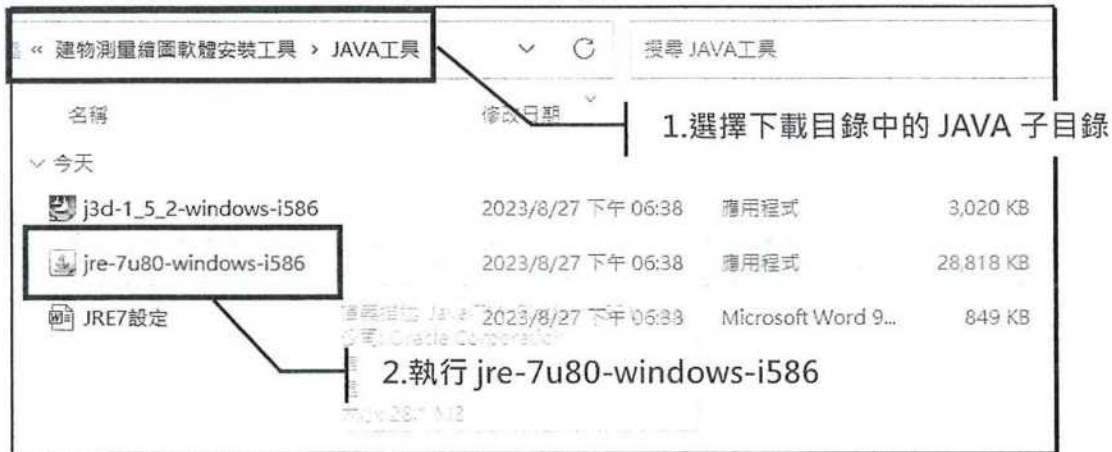 « 建物測量繪圖軟體安裝工具 › JAVA工具
搜尋 JAVA工具
名稱
修改日期
1.選擇下載目錄中的 JAVA 子目錄
今天
j3d-1_5_2-windows-i586 2023/8/27 下午 06:38 應用程式 3,020 KB
jre-7u80-windows-i586 2023/8/27 下午 06:38 應用程式 28,818 KB
JRE7設定 2023/8/27 下午 06:38 Microsoft Word 9... 849 KB
公司: Oracle Corporation
2.執行 jre-7u80-windows-i586